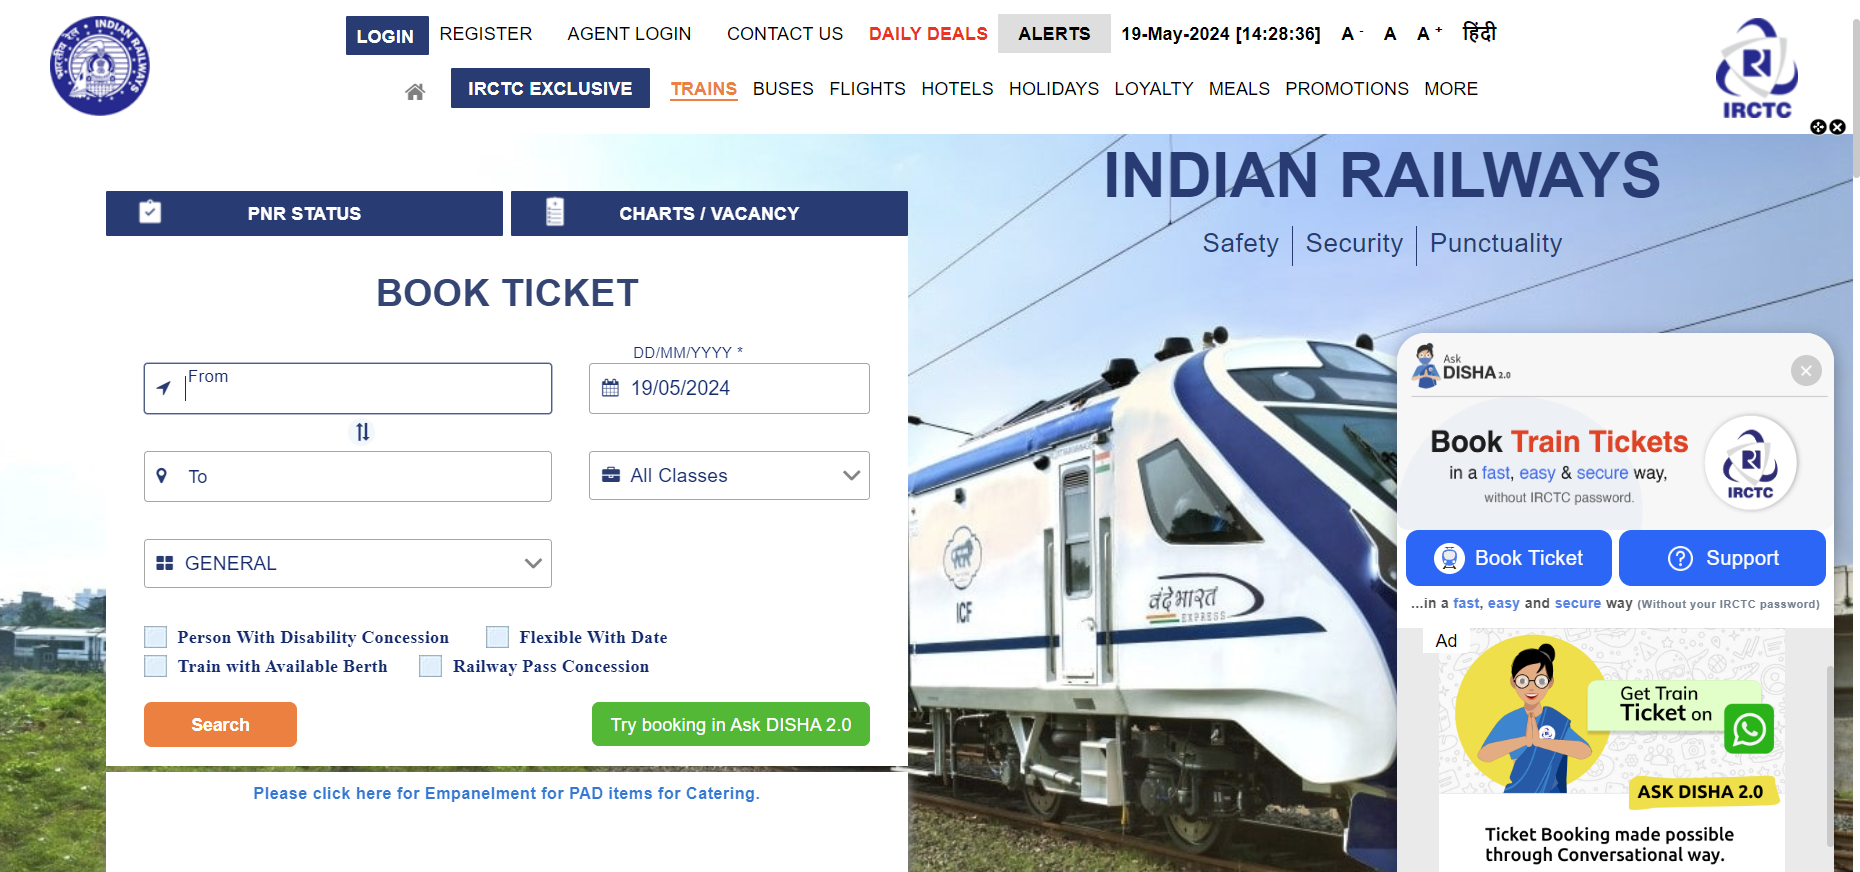 INDIAN RAILWAYS
भारतीय रेल
LOGIN REGISTER AGENT LOGIN CONTACT US DAILY DEALS ALERTS 19-May-2024 [14:28:36] A - A A + हिंदी
IRCTC EXCLUSIVE TRAINS BUSES FLIGHTS HOTELS HOLIDAYS LOYALTY MEALS PROMOTIONS MORE
IRCTC
INDIAN RAILWAYS
Safety | Security | Punctuality
PNR STATUS
CHARTS / VACANCY
BOOK TICKET
From
DD/MM/YYYY *
19/05/2024
To
All Classes
GENERAL
Person With Disability Concession
Flexible With Date
Train with Available Berth
Railway Pass Concession
Search
Try booking in Ask DISHA 2.0
Please click here for Empanelment for PAD items for Catering.
ICF
वंदे भारत
EXPRESS
Ask
DISHA 2.0
Book Train Tickets
in a fast, easy & secure way,
without IRCTC password.
IRCTC
Book Ticket
Support
...in a fast, easy and secure way (Without your IRCTC password)
Ad
Get Train
Ticket on
ASK DISHA 2.0
Ticket Booking made possible
through Conversational way.